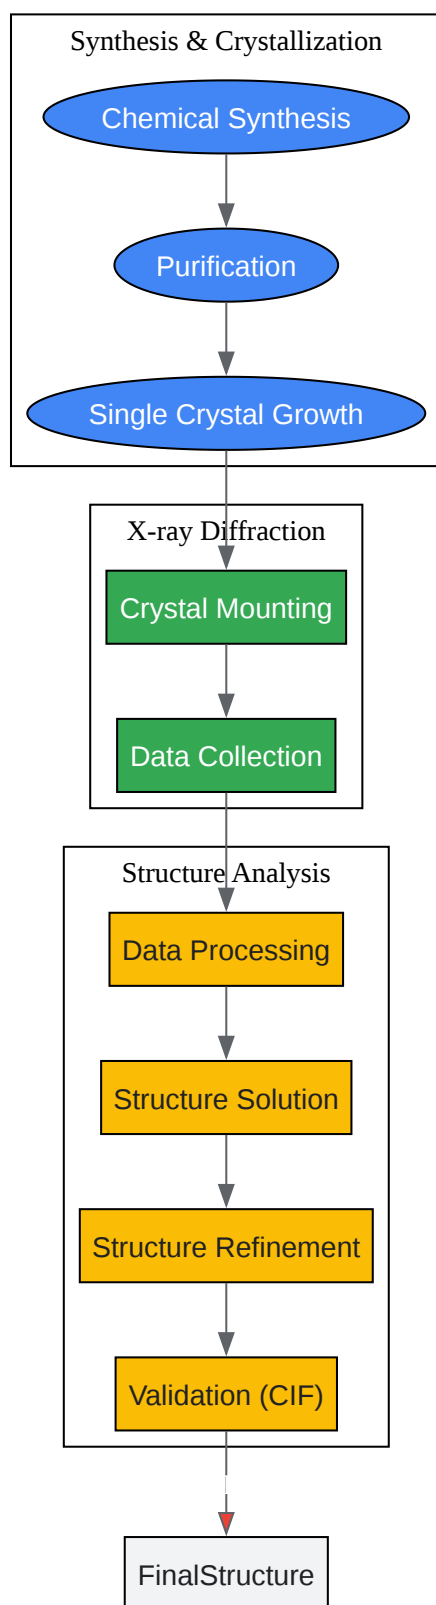 Synthesis & Crystallization
Chemical Synthesis
Purification
Single Crystal Growth
X-ray Diffraction
Crystal Mounting
Data Collection
Structure Analysis
Data Processing
Structure Solution
Structure Refinement
Validation (CIF)
FinalStructure